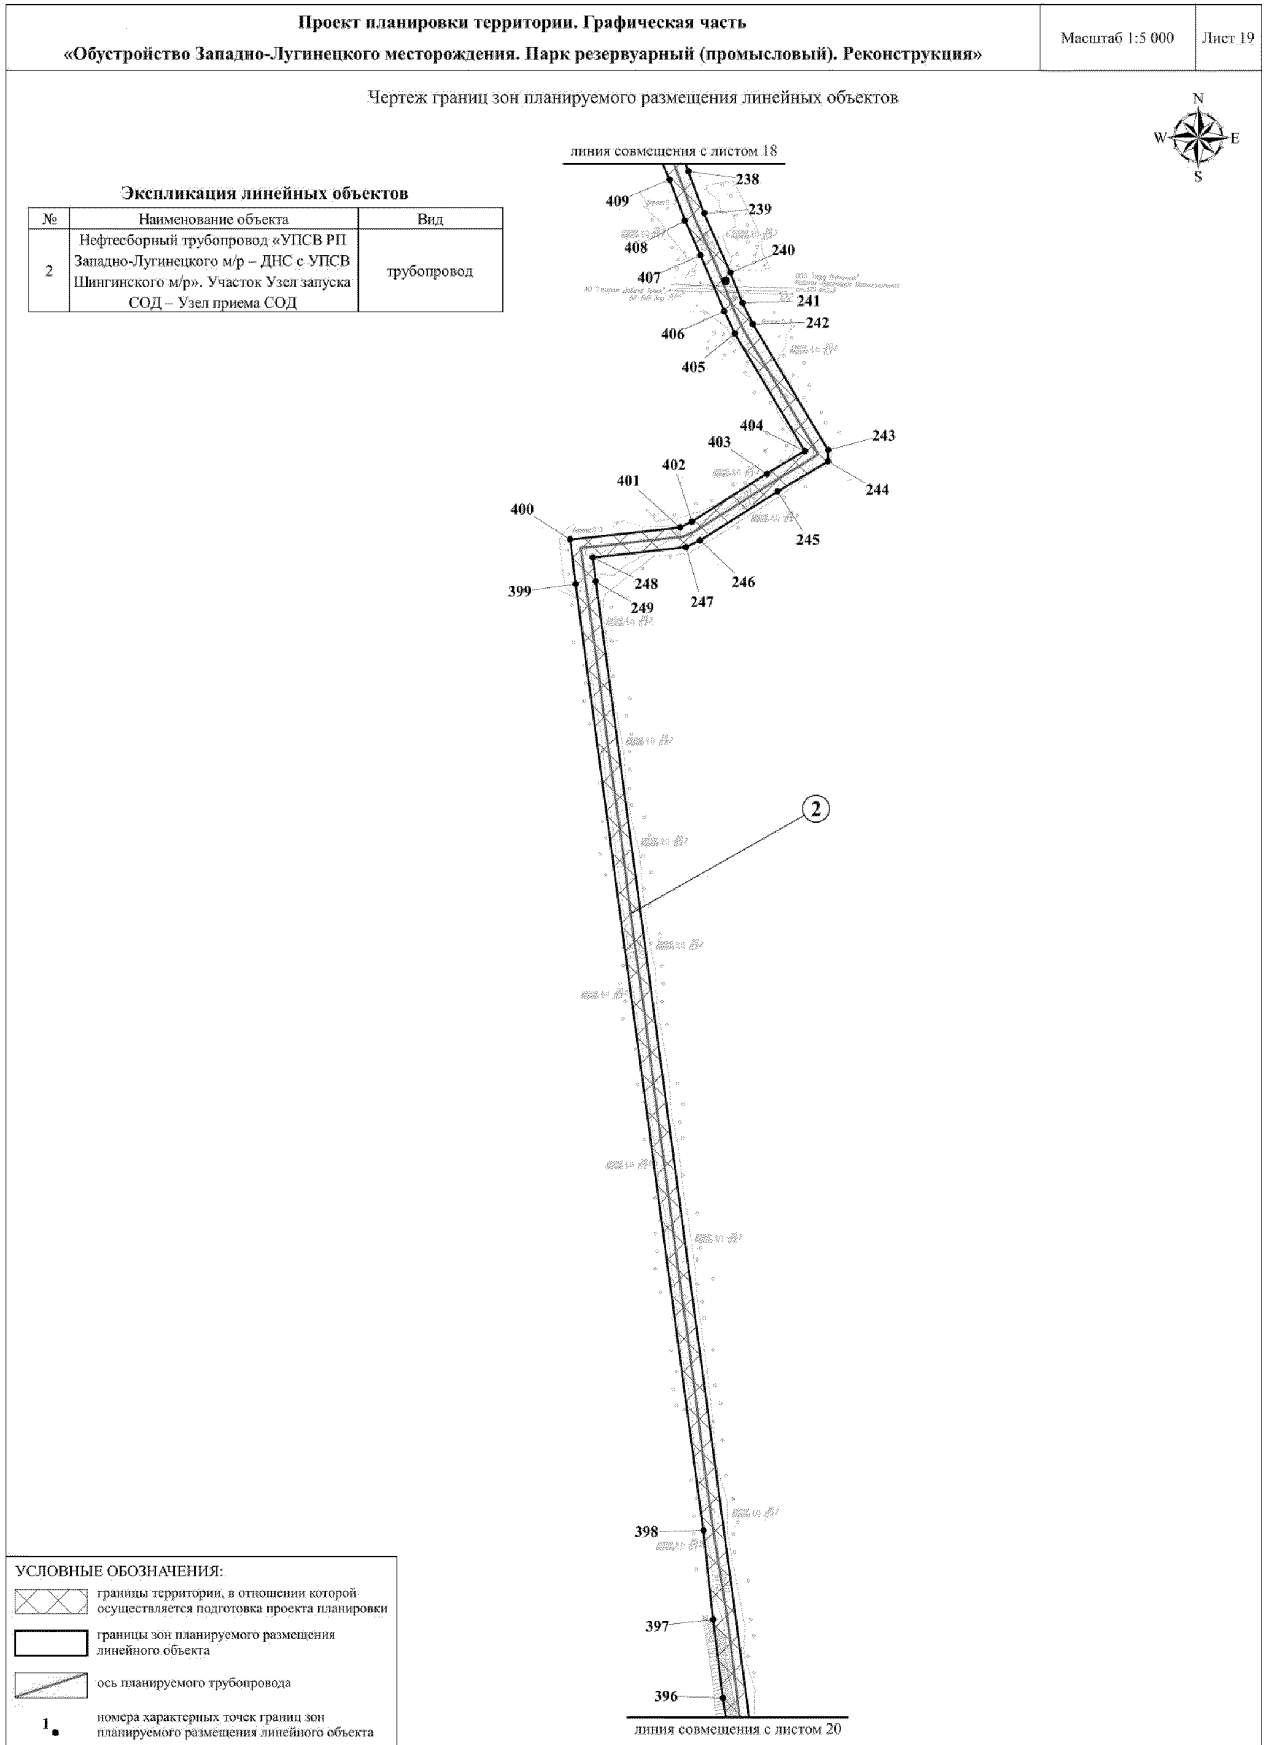 Проект планировки территории. Графическая часть
«Обустройство Западно-Лугинецкого месторождения. Парк резервуарный (промысловый). Реконструкция»
Масштаб 1:5 000
Лист 19
Чертеж границ зон планируемого размещения линейных объектов
N
W E
S
линия совмещения с листом 18
Экспликация линейных объектов
№ Наименование объекта Вид
2
Нефтесборный трубопровод «УПСВ РП
Западно-Лугинецкого м/р – ДНС с УПСВ
Шингинского м/р». Участок Узел запуска
СОД – Узел приема СОД
трубопровод
238
409
239
408
240
407
241
406
242
405
404
243
403
402
244
401
400
245
246
248
399
247
249
2
398
397
396
линия совмещения с листом 20
УСЛОВНЫЕ ОБОЗНАЧЕНИЯ:
границы территории, в отношении которой
осуществляется подготовка проекта планировки
границы зон планируемого размещения
линейного объекта
ось планируемого трубопровода
1
номера характерных точек границ зон
планируемого размещения линейного объекта